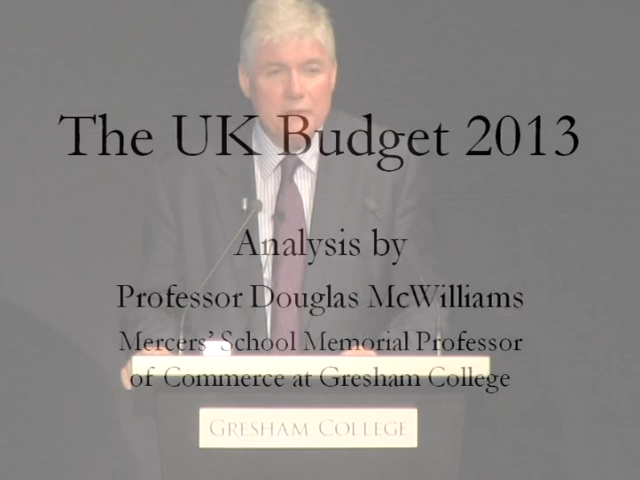 The UK Budget 2013
Analysis by
Professor Douglas McWilliams
Mercers' School Memorial Professor
of Commerce at Gresham College
GRESHAM COLLEGE